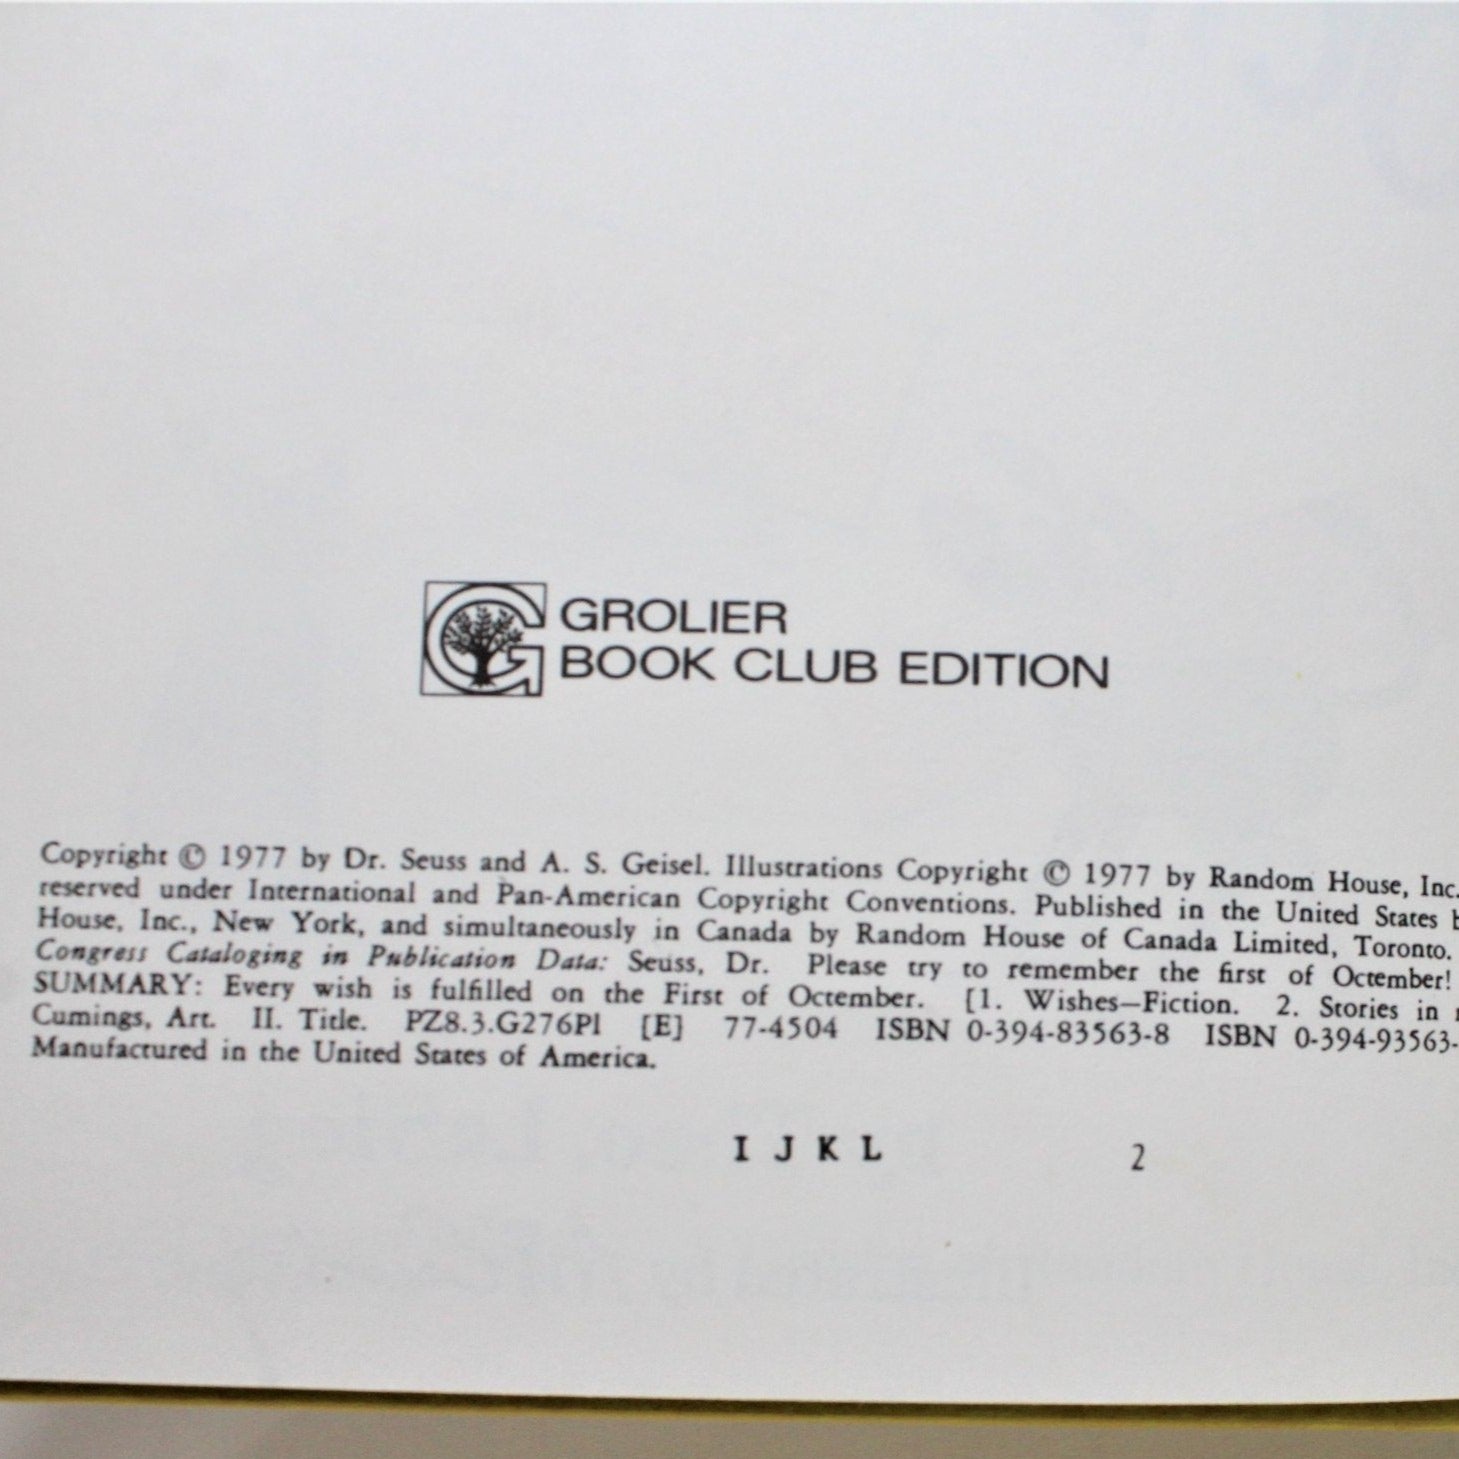 GROLIER
BOOK CLUB EDITION
Copyright © 1977 by Dr. Seuss and A. S. Geisel. Illustrations Copyright © 1977 by Random House, Inc.
reserved under International and Pan-American Copyright Conventions. Published in the United States
House, Inc., New York, and simultaneously in Canada by Random House of Canada Limited, Toronto.
Congress Cataloging in Publication Data: Seuss, Dr. Please try to remember the first of Octember!
SUMMARY: Every wish is fulfilled on the First of Octember. [1. Wishes—Fiction. 2. Stories in
Cumings, Art. II. Title. PZ8.3.G276Pl [E] 77-4504 ISBN 0-394-83563-8 ISBN 0-394-93563-
Manufactured in the United States of America.
I J K L 2